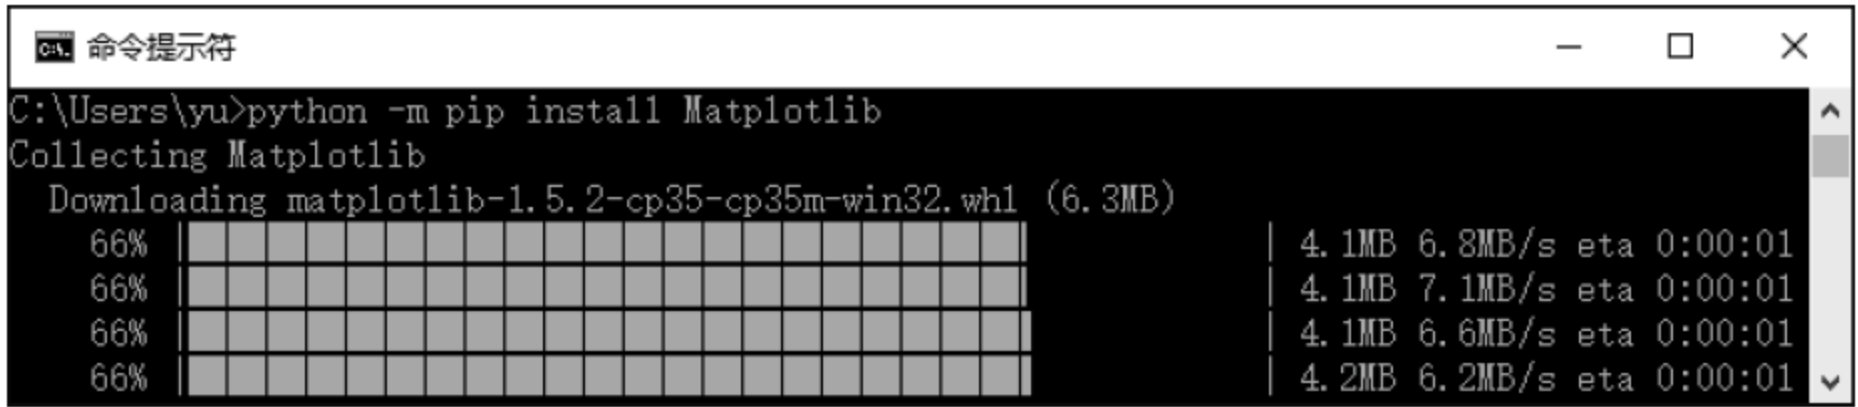 命令提示符
C:\Users\yu>python -m pip install Matplotlib
Collecting Matplotlib
Downloading matplotlib-1.5.2-cp35-cp35m-win32.whl (6.3MB)
66% | | 4.1MB 6.8MB/s eta 0:00:01
66% | | 4.1MB 7.1MB/s eta 0:00:01
66% | | 4.1MB 6.6MB/s eta 0:00:01
66% | | 4.2MB 6.2MB/s eta 0:00:01